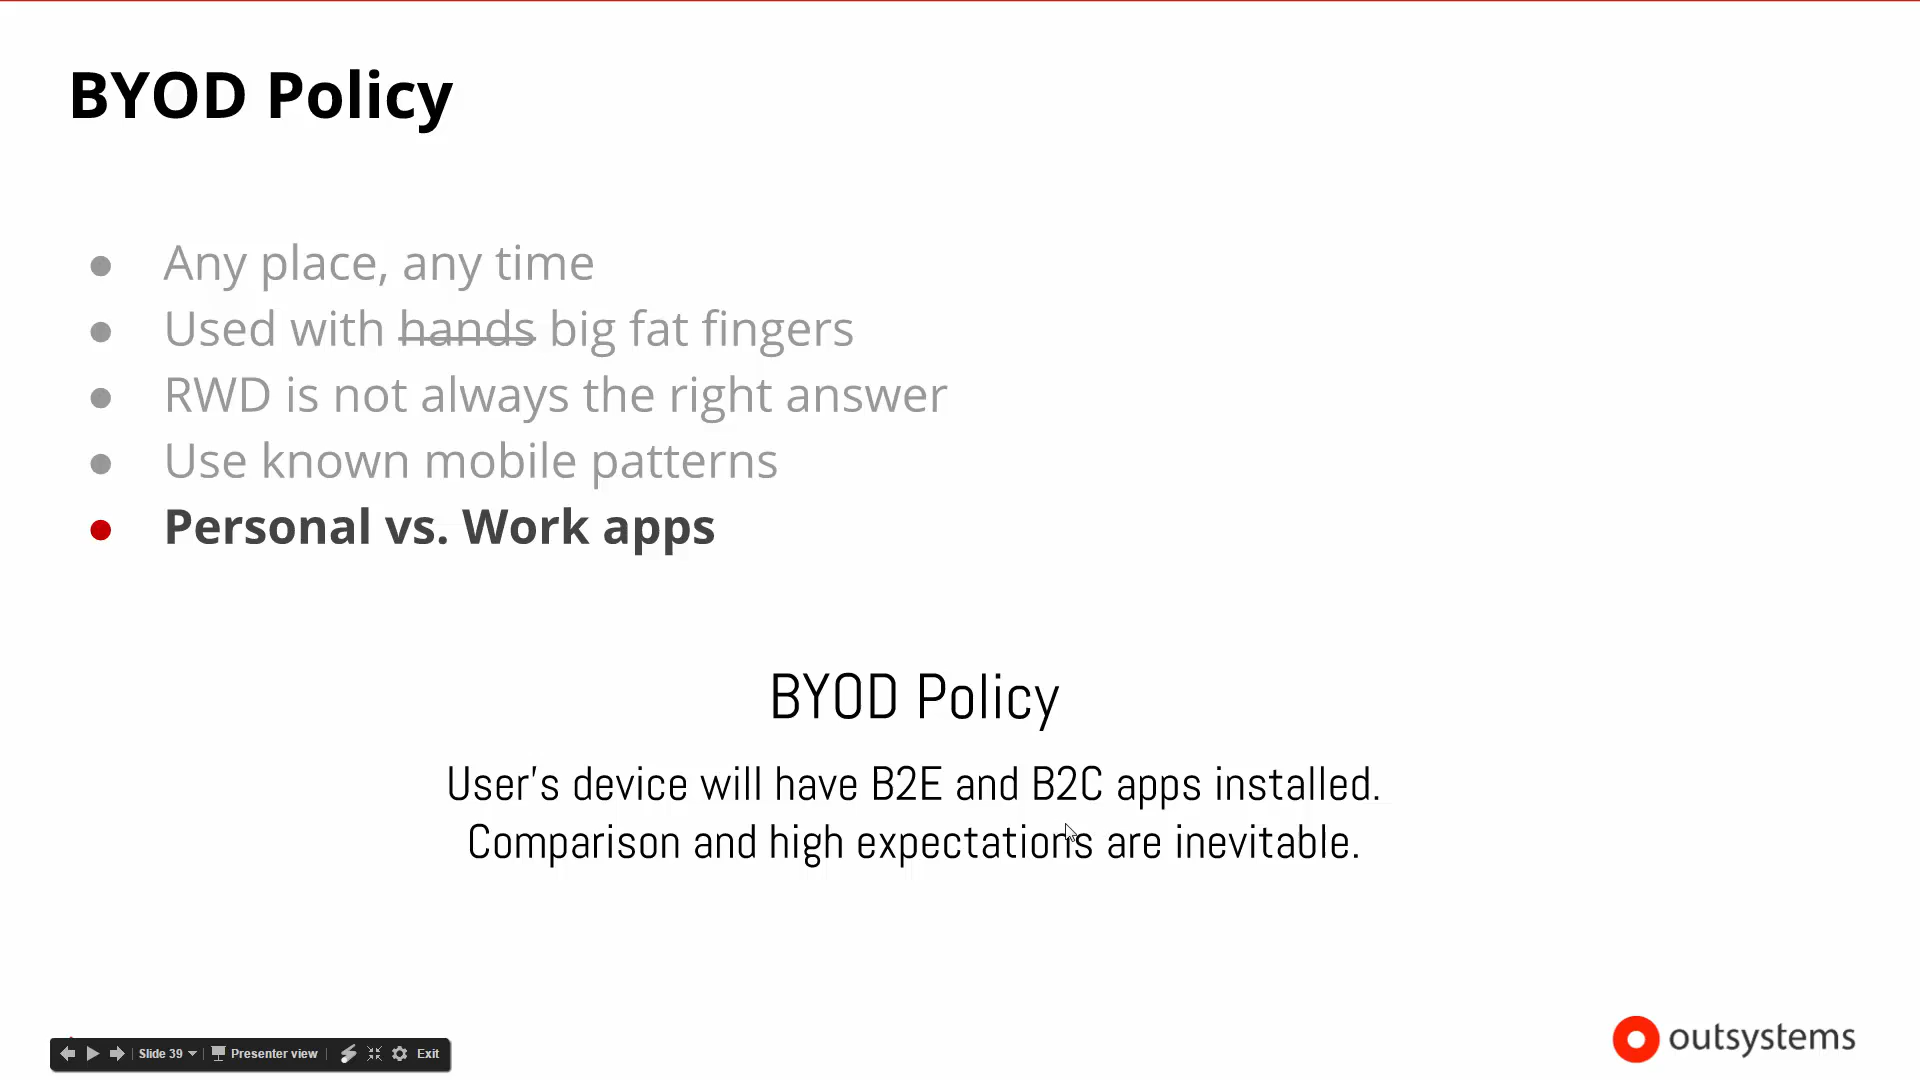 BYOD Policy
Any place, any time
Used with hands big fat fingers
RWD is not always the right answer
Use known mobile patterns
Personal vs. Work apps
BYOD Policy
User's device will have B2E and B2C apps installed.
Comparison and high expectations are inevitable.
Slide 39 Presenter view Exit
outsystems